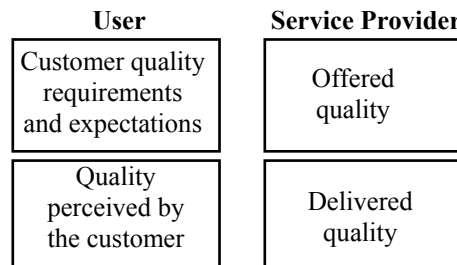 User
Service Provider
Customer quality
requirements
and expectations
Offered
quality
Quality
perceived by
the customer
Delivered
quality